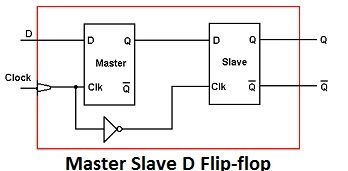 D
D Q
D Q
Q
Master
Slave
Clock
Clk Q̅
Clk Q̅
Q̅
Master Slave D Flip-flop